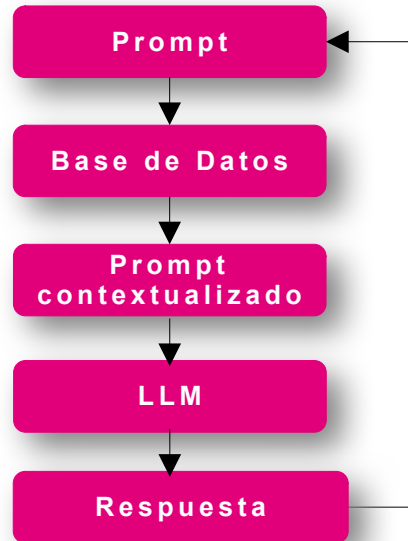 Prompt
Base de Datos
Prompt
contextualizado
LLM
Respuesta